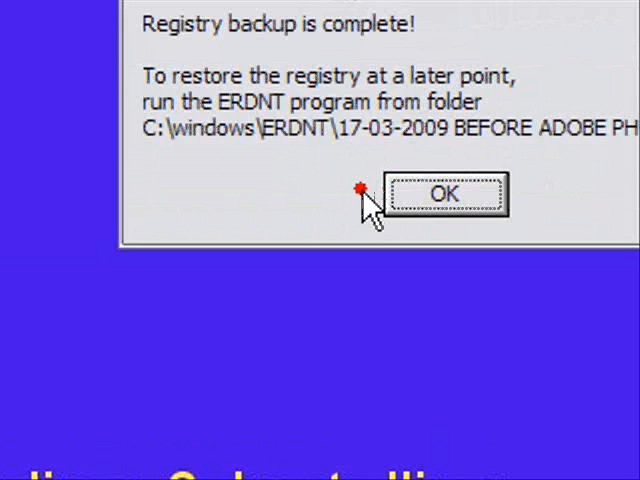 Registry backup is complete!
To restore the registry at a later point,
run the ERDNT program from folder
C:\windows\ERDNT\17-03-2009 BEFORE ADOBE PH
OK